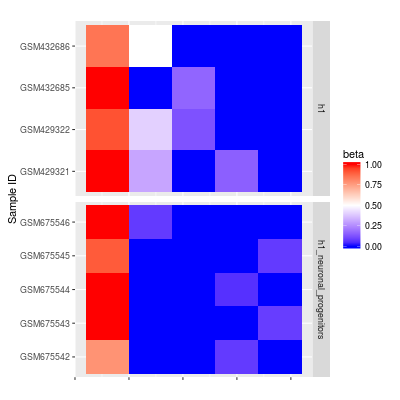 GSM432686
GSM432685
GSM429322
GSM429321
h1
GSM675546
GSM675545
GSM675544
GSM675543
GSM675542
h1_neuronal_progenitors
Sample ID
beta
1.00
0.75
0.50
0.25
0.00